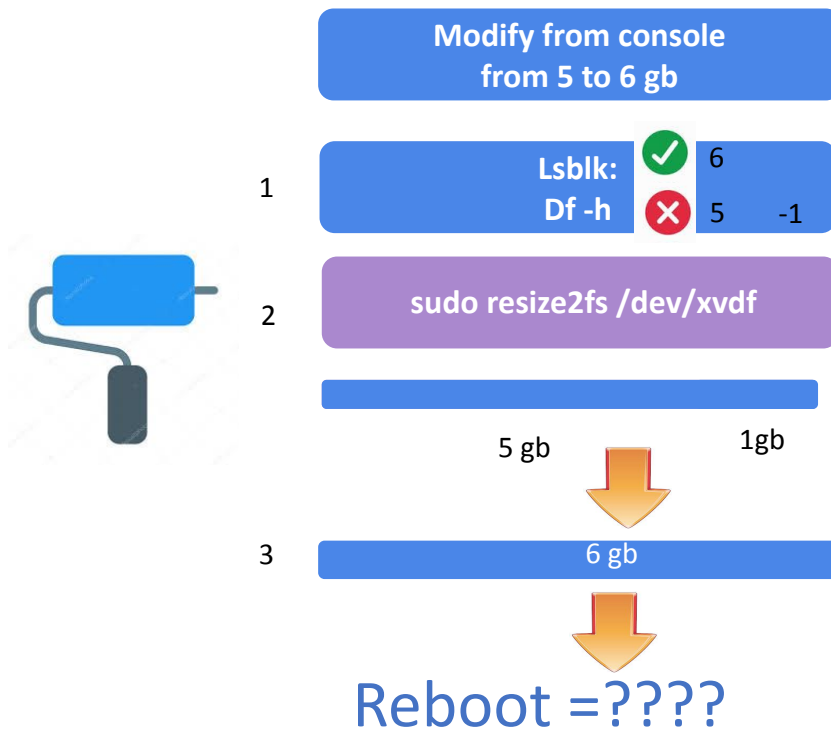 Modify from console
from 5 to 6 gb
1
Lsblk: 6
Df -h 5 -1
2
sudo resize2fs /dev/xvdf
5 gb 1gb
3
6 gb
Reboot =????